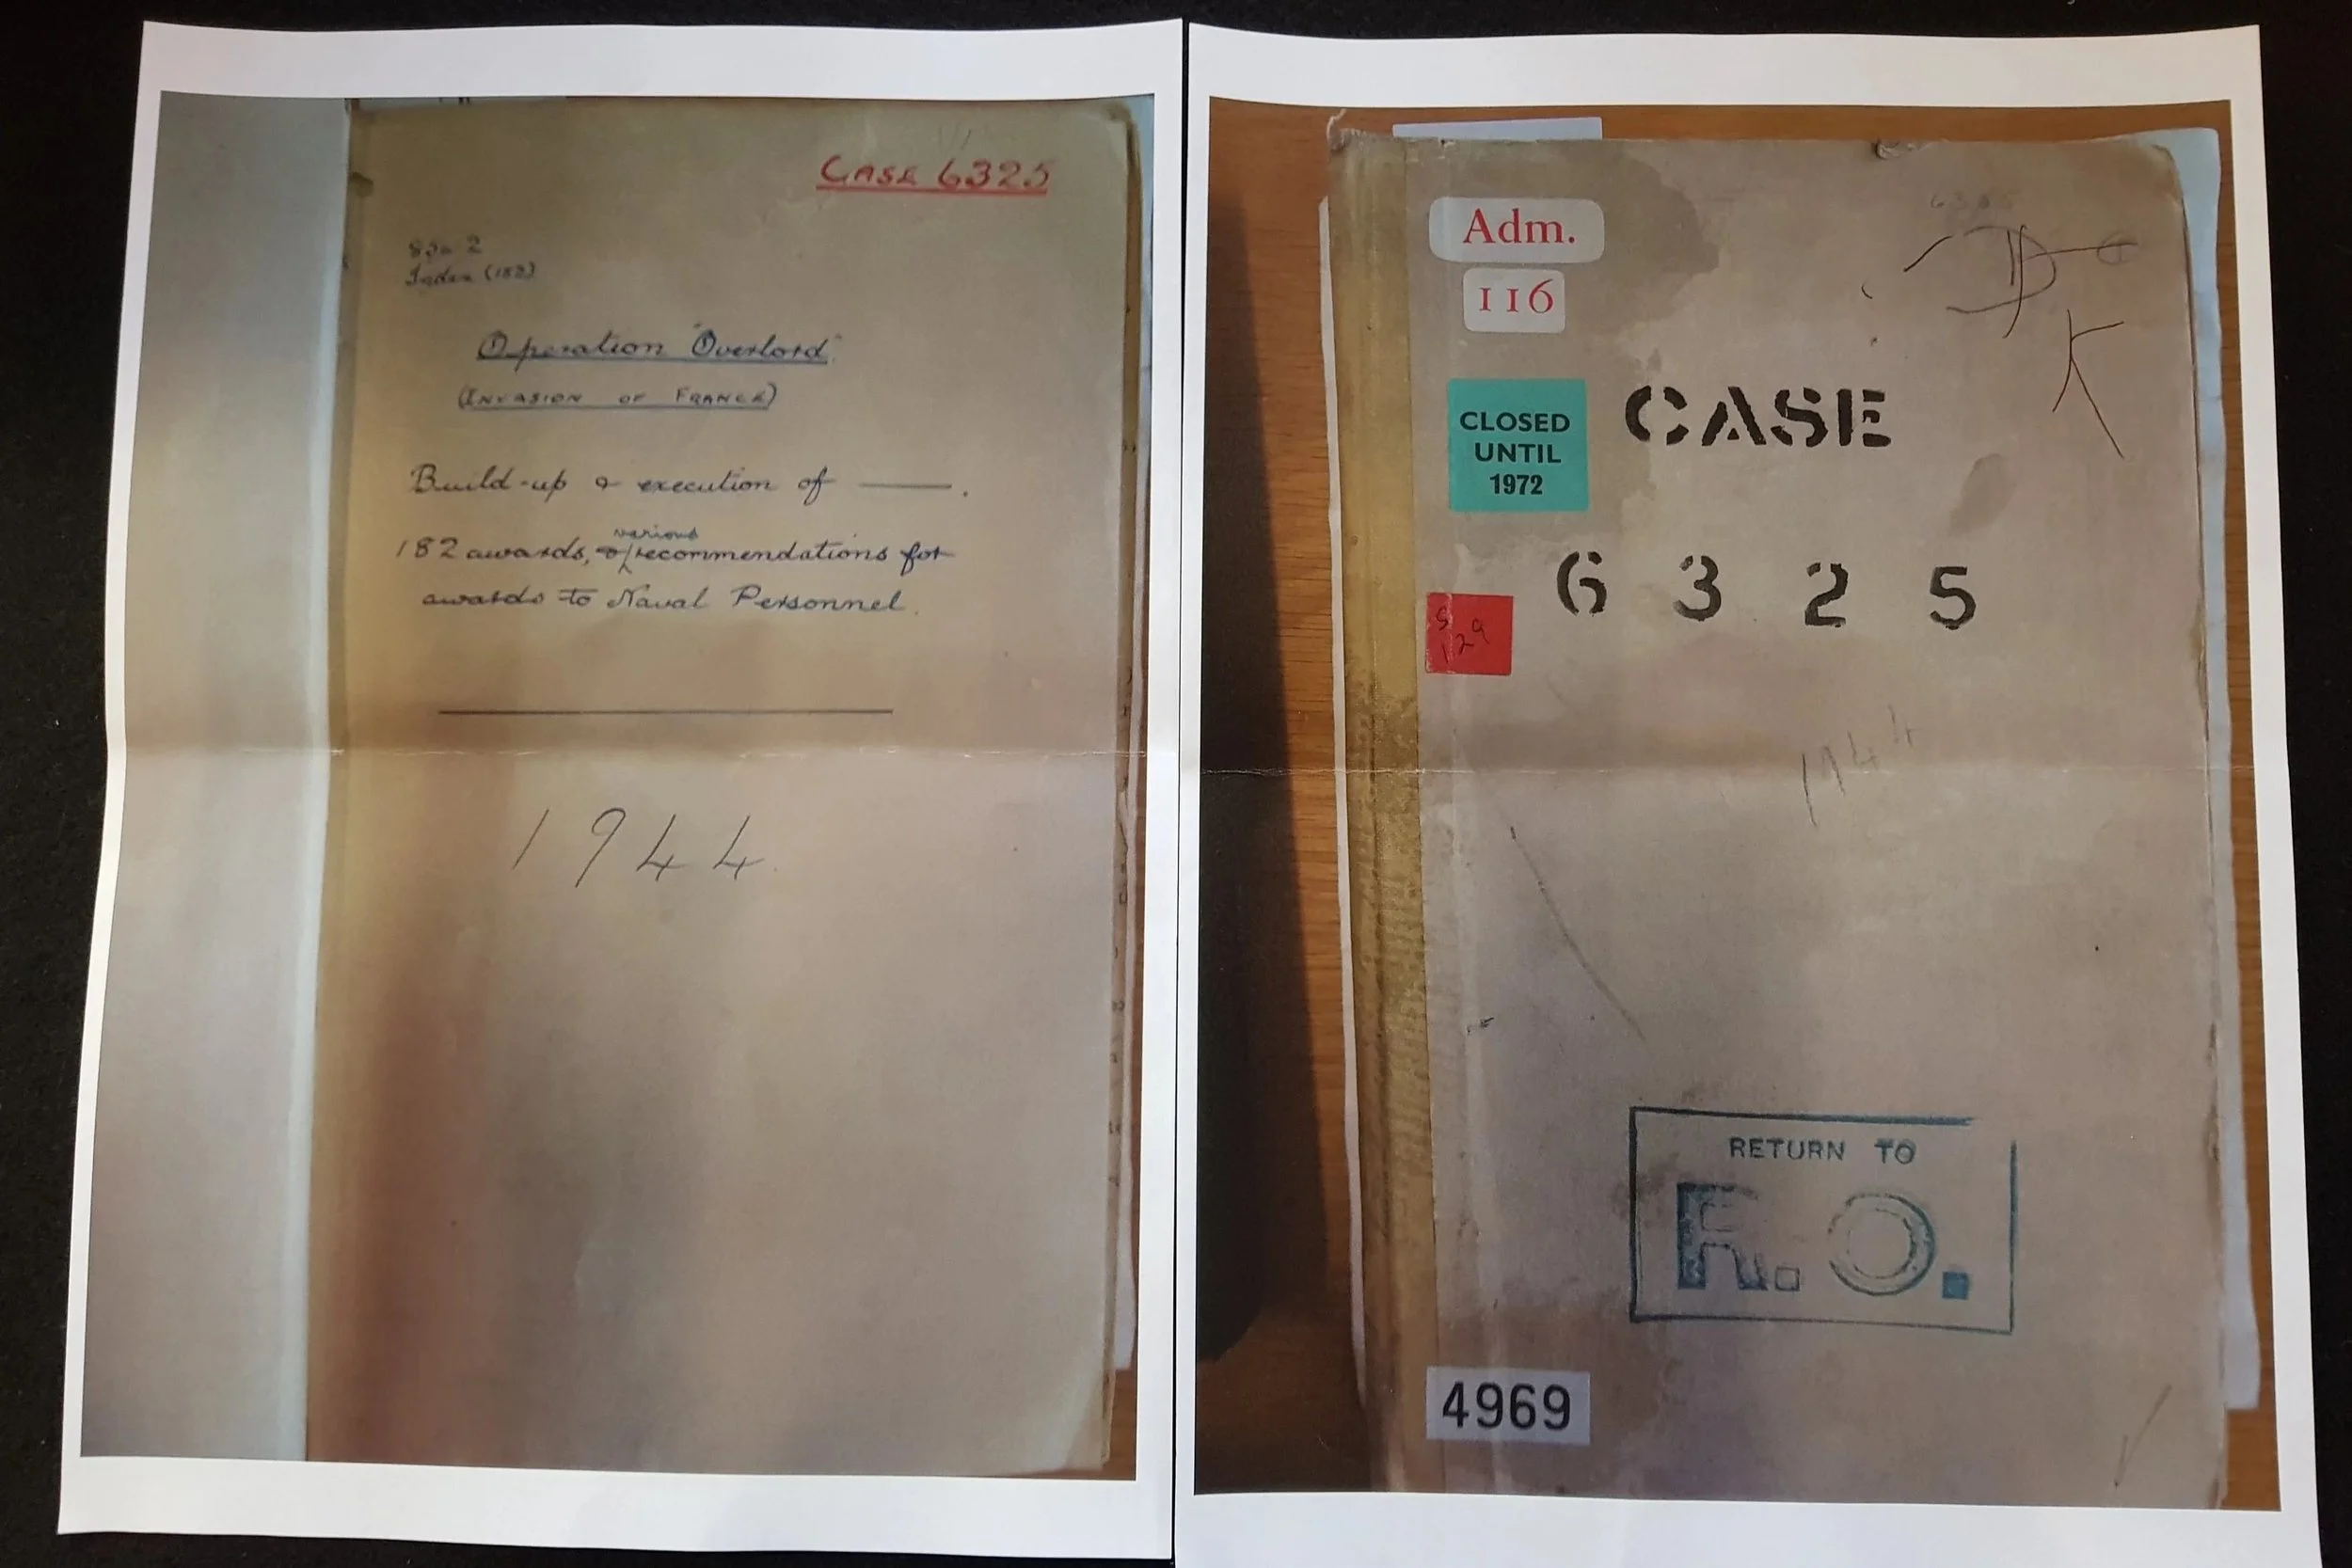 CASE 6325
Index (182)
Operation "Overlord"
(INVASION OF FRANCE)
Build-up & execution of ——.
182 awards, & various recommendations for
awards to Naval Personnel.
1944
Adm.
116
CLOSED
UNTIL
1972
CASE
6 3 2 5
S
129
1944
K
RETURN TO
R.O.
4969